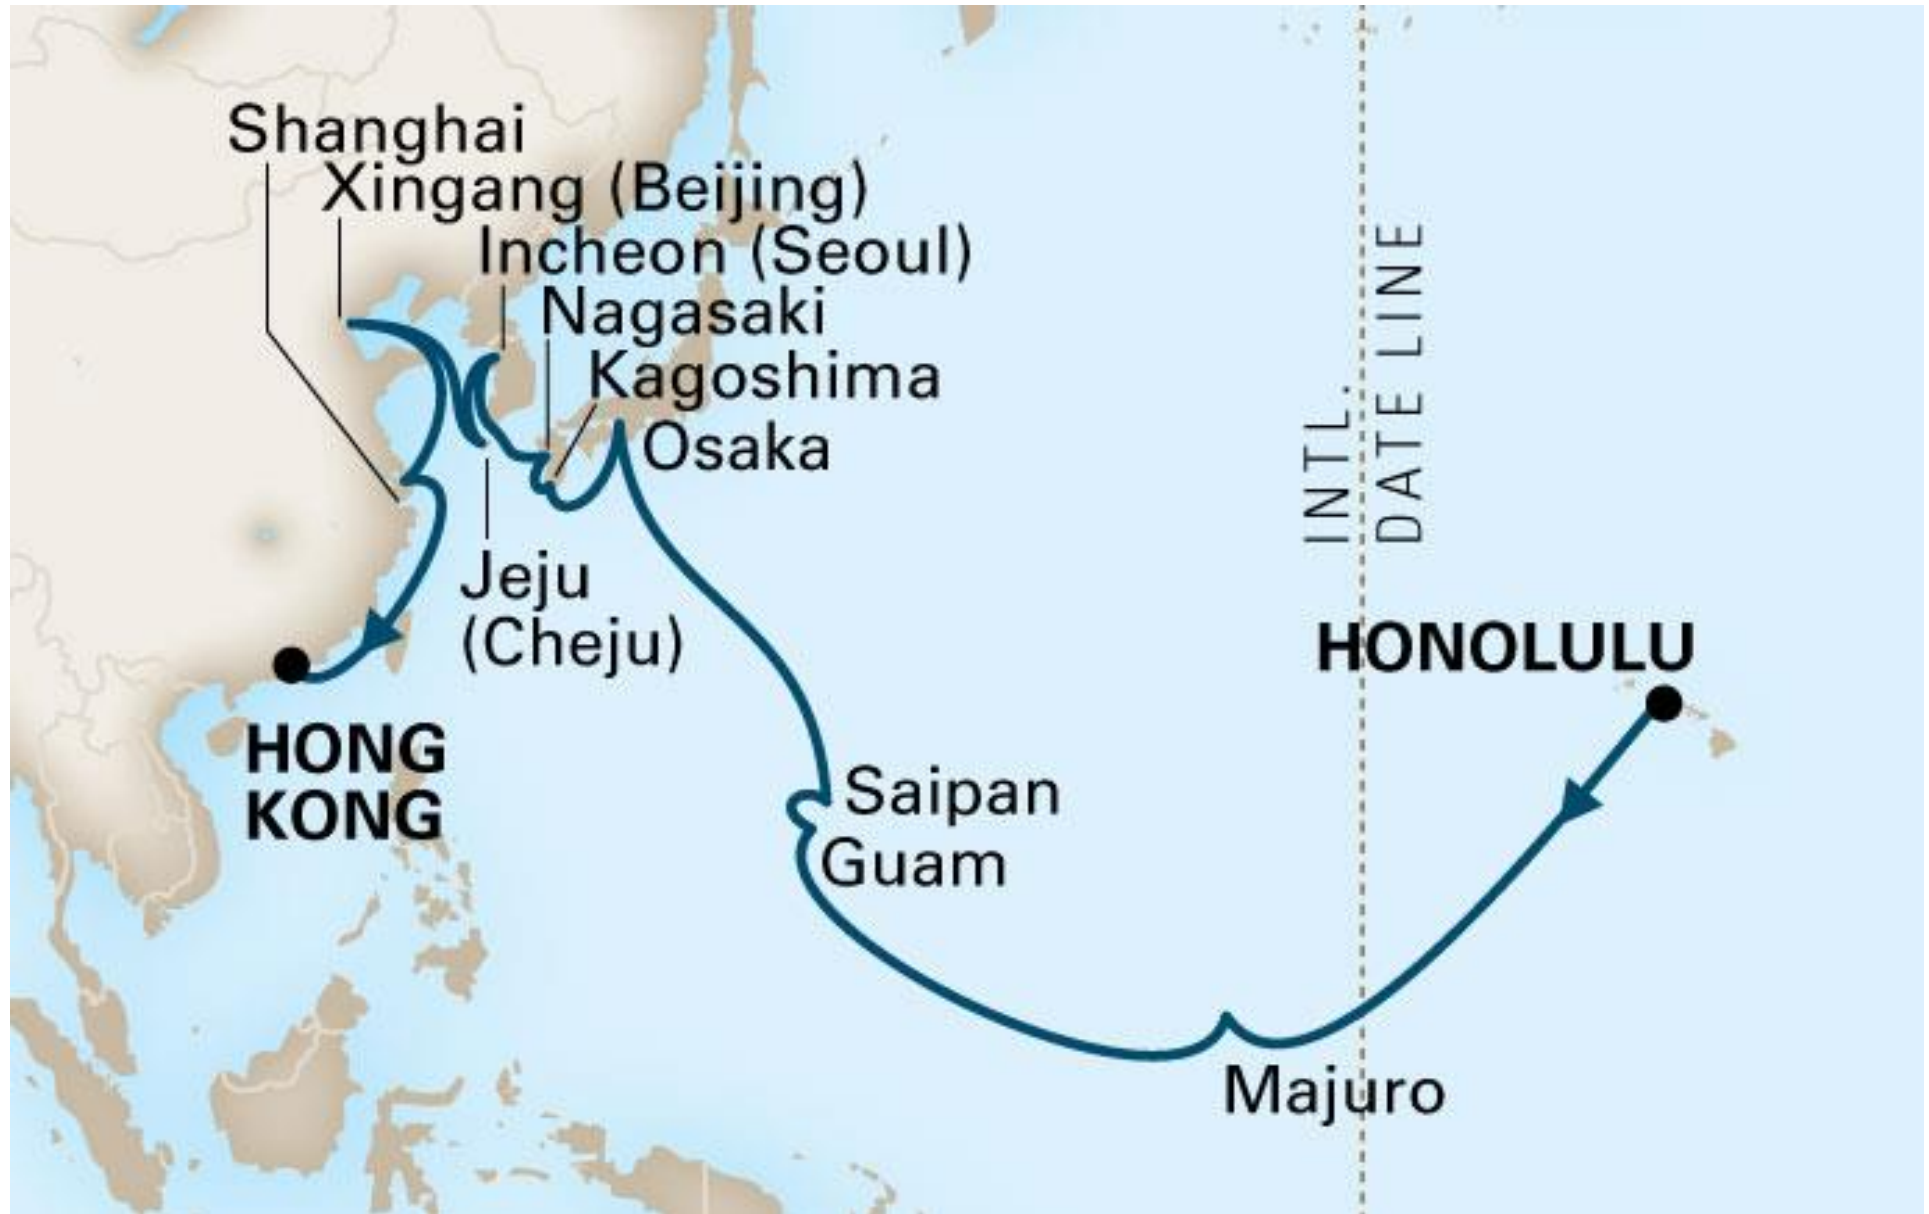 Shanghai
Xingang (Beijing)
Incheon (Seoul)
Nagasaki
Kagoshima
Osaka
Jeju
(Cheju)
INTL.
DATE LINE
HONOLULU
HONG
KONG
Saipan
Guam
Majuro